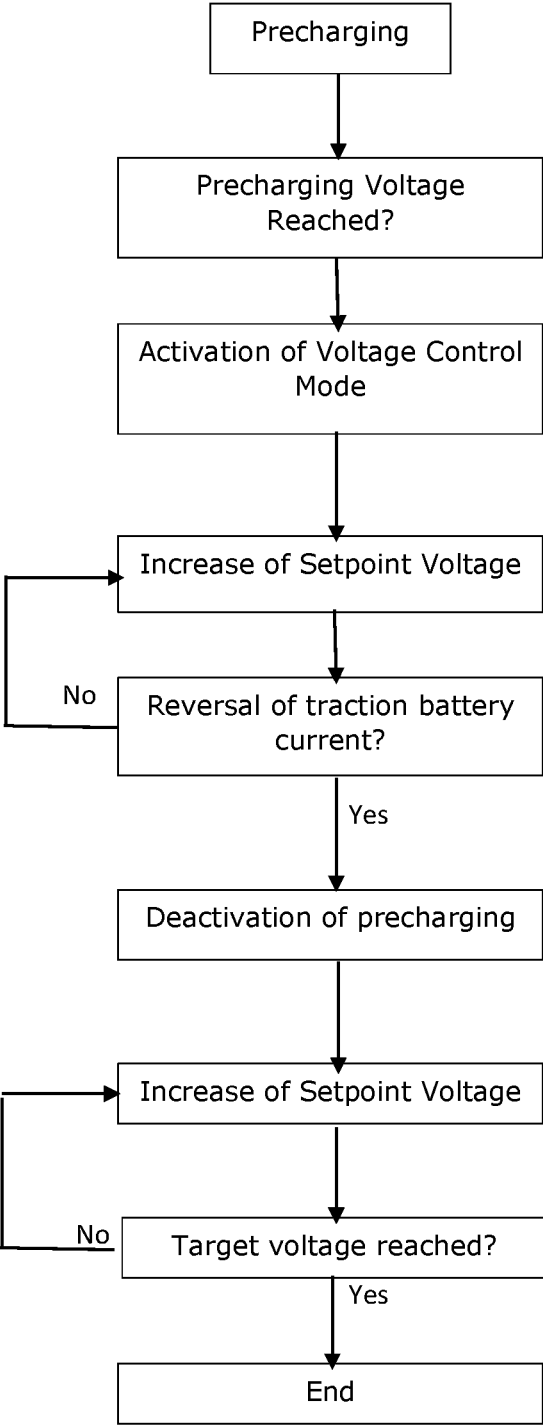 Precharging
Precharging Voltage
Reached?
Activation of Voltage Control
Mode
Increase of Setpoint Voltage
No
Reversal of traction battery
current?
Yes
Deactivation of precharging
Increase of Setpoint Voltage
No
Target voltage reached?
Yes
End